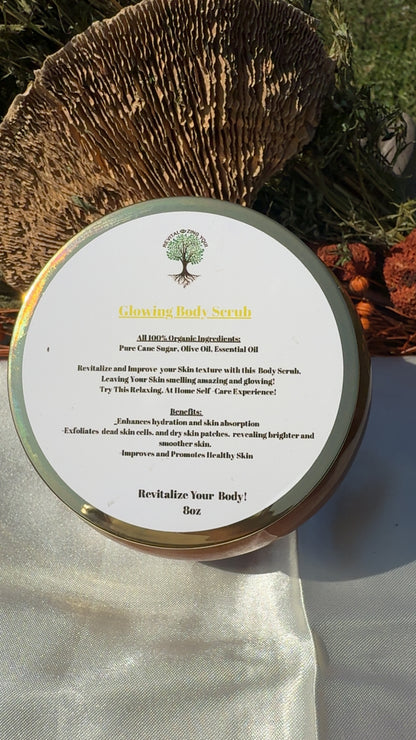 REVITALIZING YOU
Glowing Body Scrub
All 100% Organic Ingredients:
Pure Cane Sugar, Olive Oil, Essential Oil
Revitalize and Improve your Skin texture with this Body Scrub.
Leaving Your Skin smelling amazing and glowing!
Try This Relaxing, At Home Self -Care Experience!
Benefits:
-Enhances hydration and skin absorption
-Exfoliates dead skin cells, and dry skin patches, revealing brighter and
smoother skin.
-Improves and Promotes Healthy Skin
Revitalize Your Body!
8oz